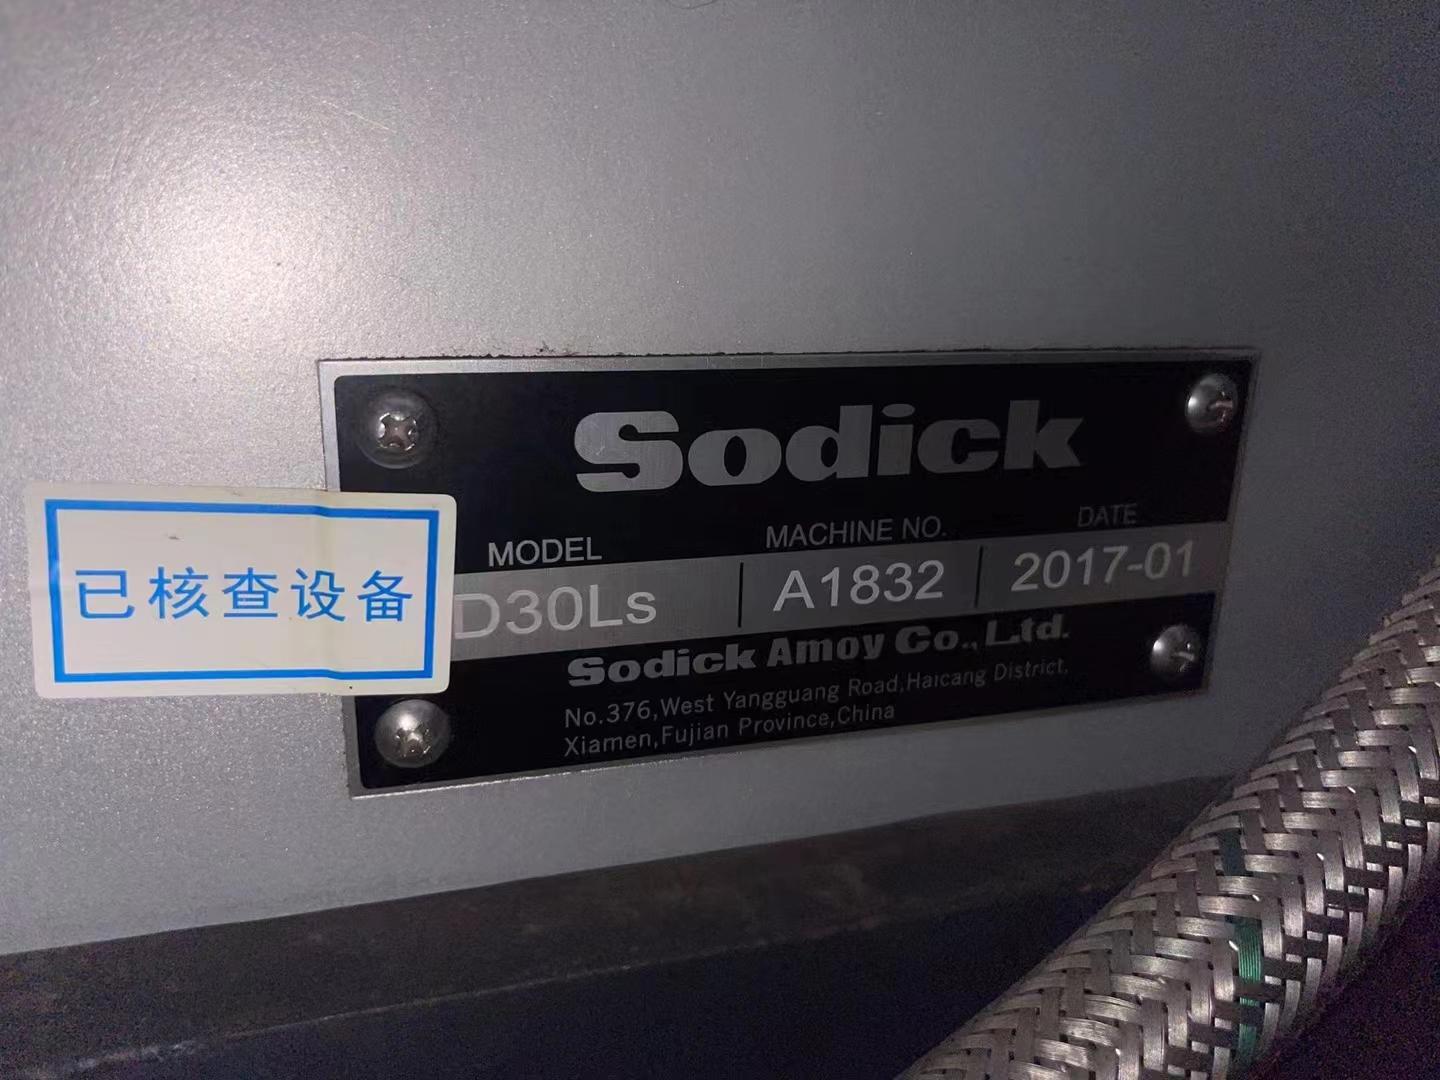 Sodick
MODEL MACHINE NO. DATE
D30Ls A1832 2017-01
已核查设备
Sodick Amoy Co., Ltd.
No.376,West Yangguang Road,Haicang District,
Xiamen,Fujian Province,China